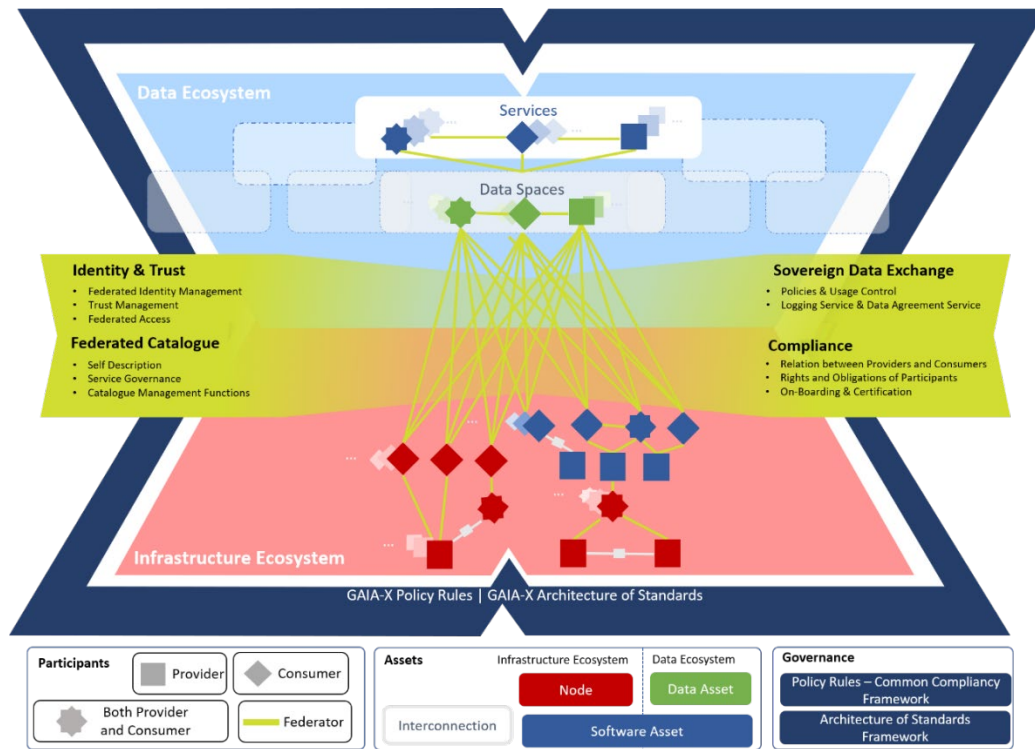 Data Ecosystem
Services
...
...
...
Data Spaces
...
...
Identity & Trust
• Federated Identity Management
• Trust Management
• Federated Access
Federated Catalogue
• Self Description
• Service Governance
• Catalogue Management Functions
Sovereign Data Exchange
• Policies & Usage Control
• Logging Service & Data Agreement Service
Compliance
• Relation between Providers and Consumers
• Rights and Obligations of Participants
• On-Boarding & Certification
...
...
...
...
Infrastructure Ecosystem
GAIA-X Policy Rules | GAIA-X Architecture of Standards
Participants
Provider
Consumer
Both Provider
and Consumer
Federator
Assets
Infrastructure Ecosystem
Data Ecosystem
Node
Data Asset
Interconnection
Software Asset
Governance
Policy Rules – Common Compliancy
Framework
Architecture of Standards
Framework